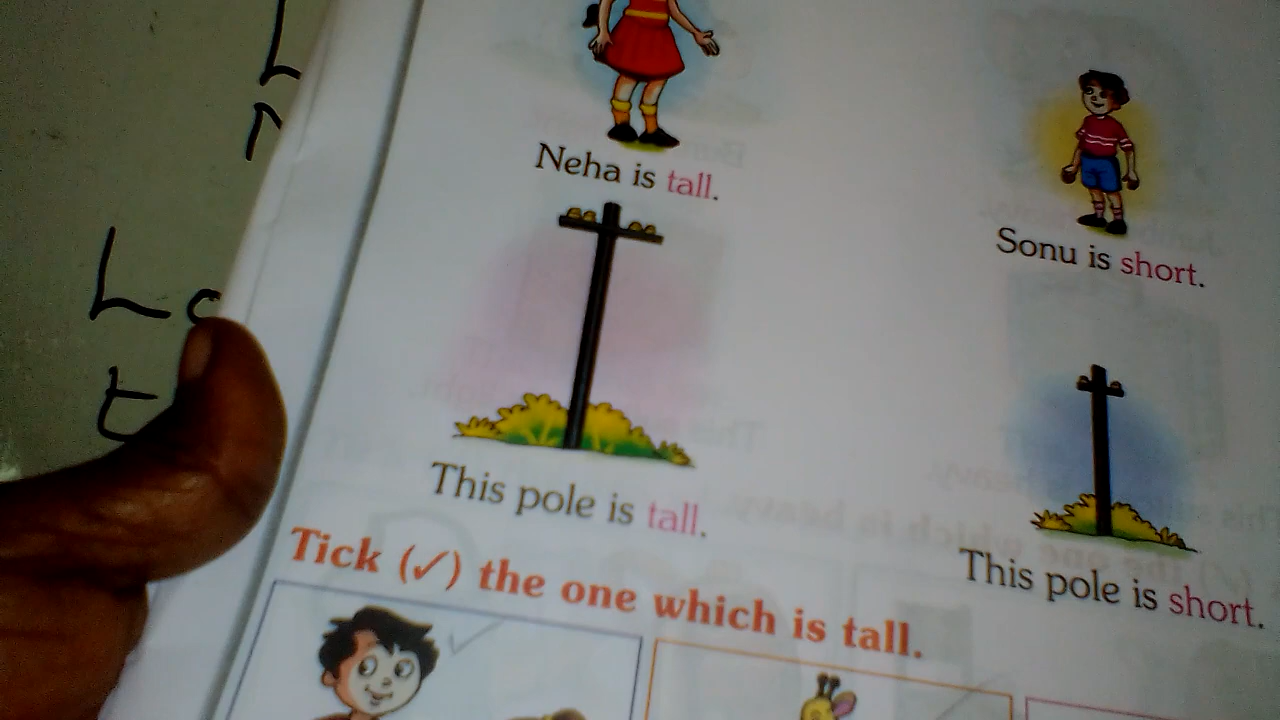 Neha is tall.
Sonu is short.
This pole is tall.
This pole is short.
Tick (✓) the one which is tall.